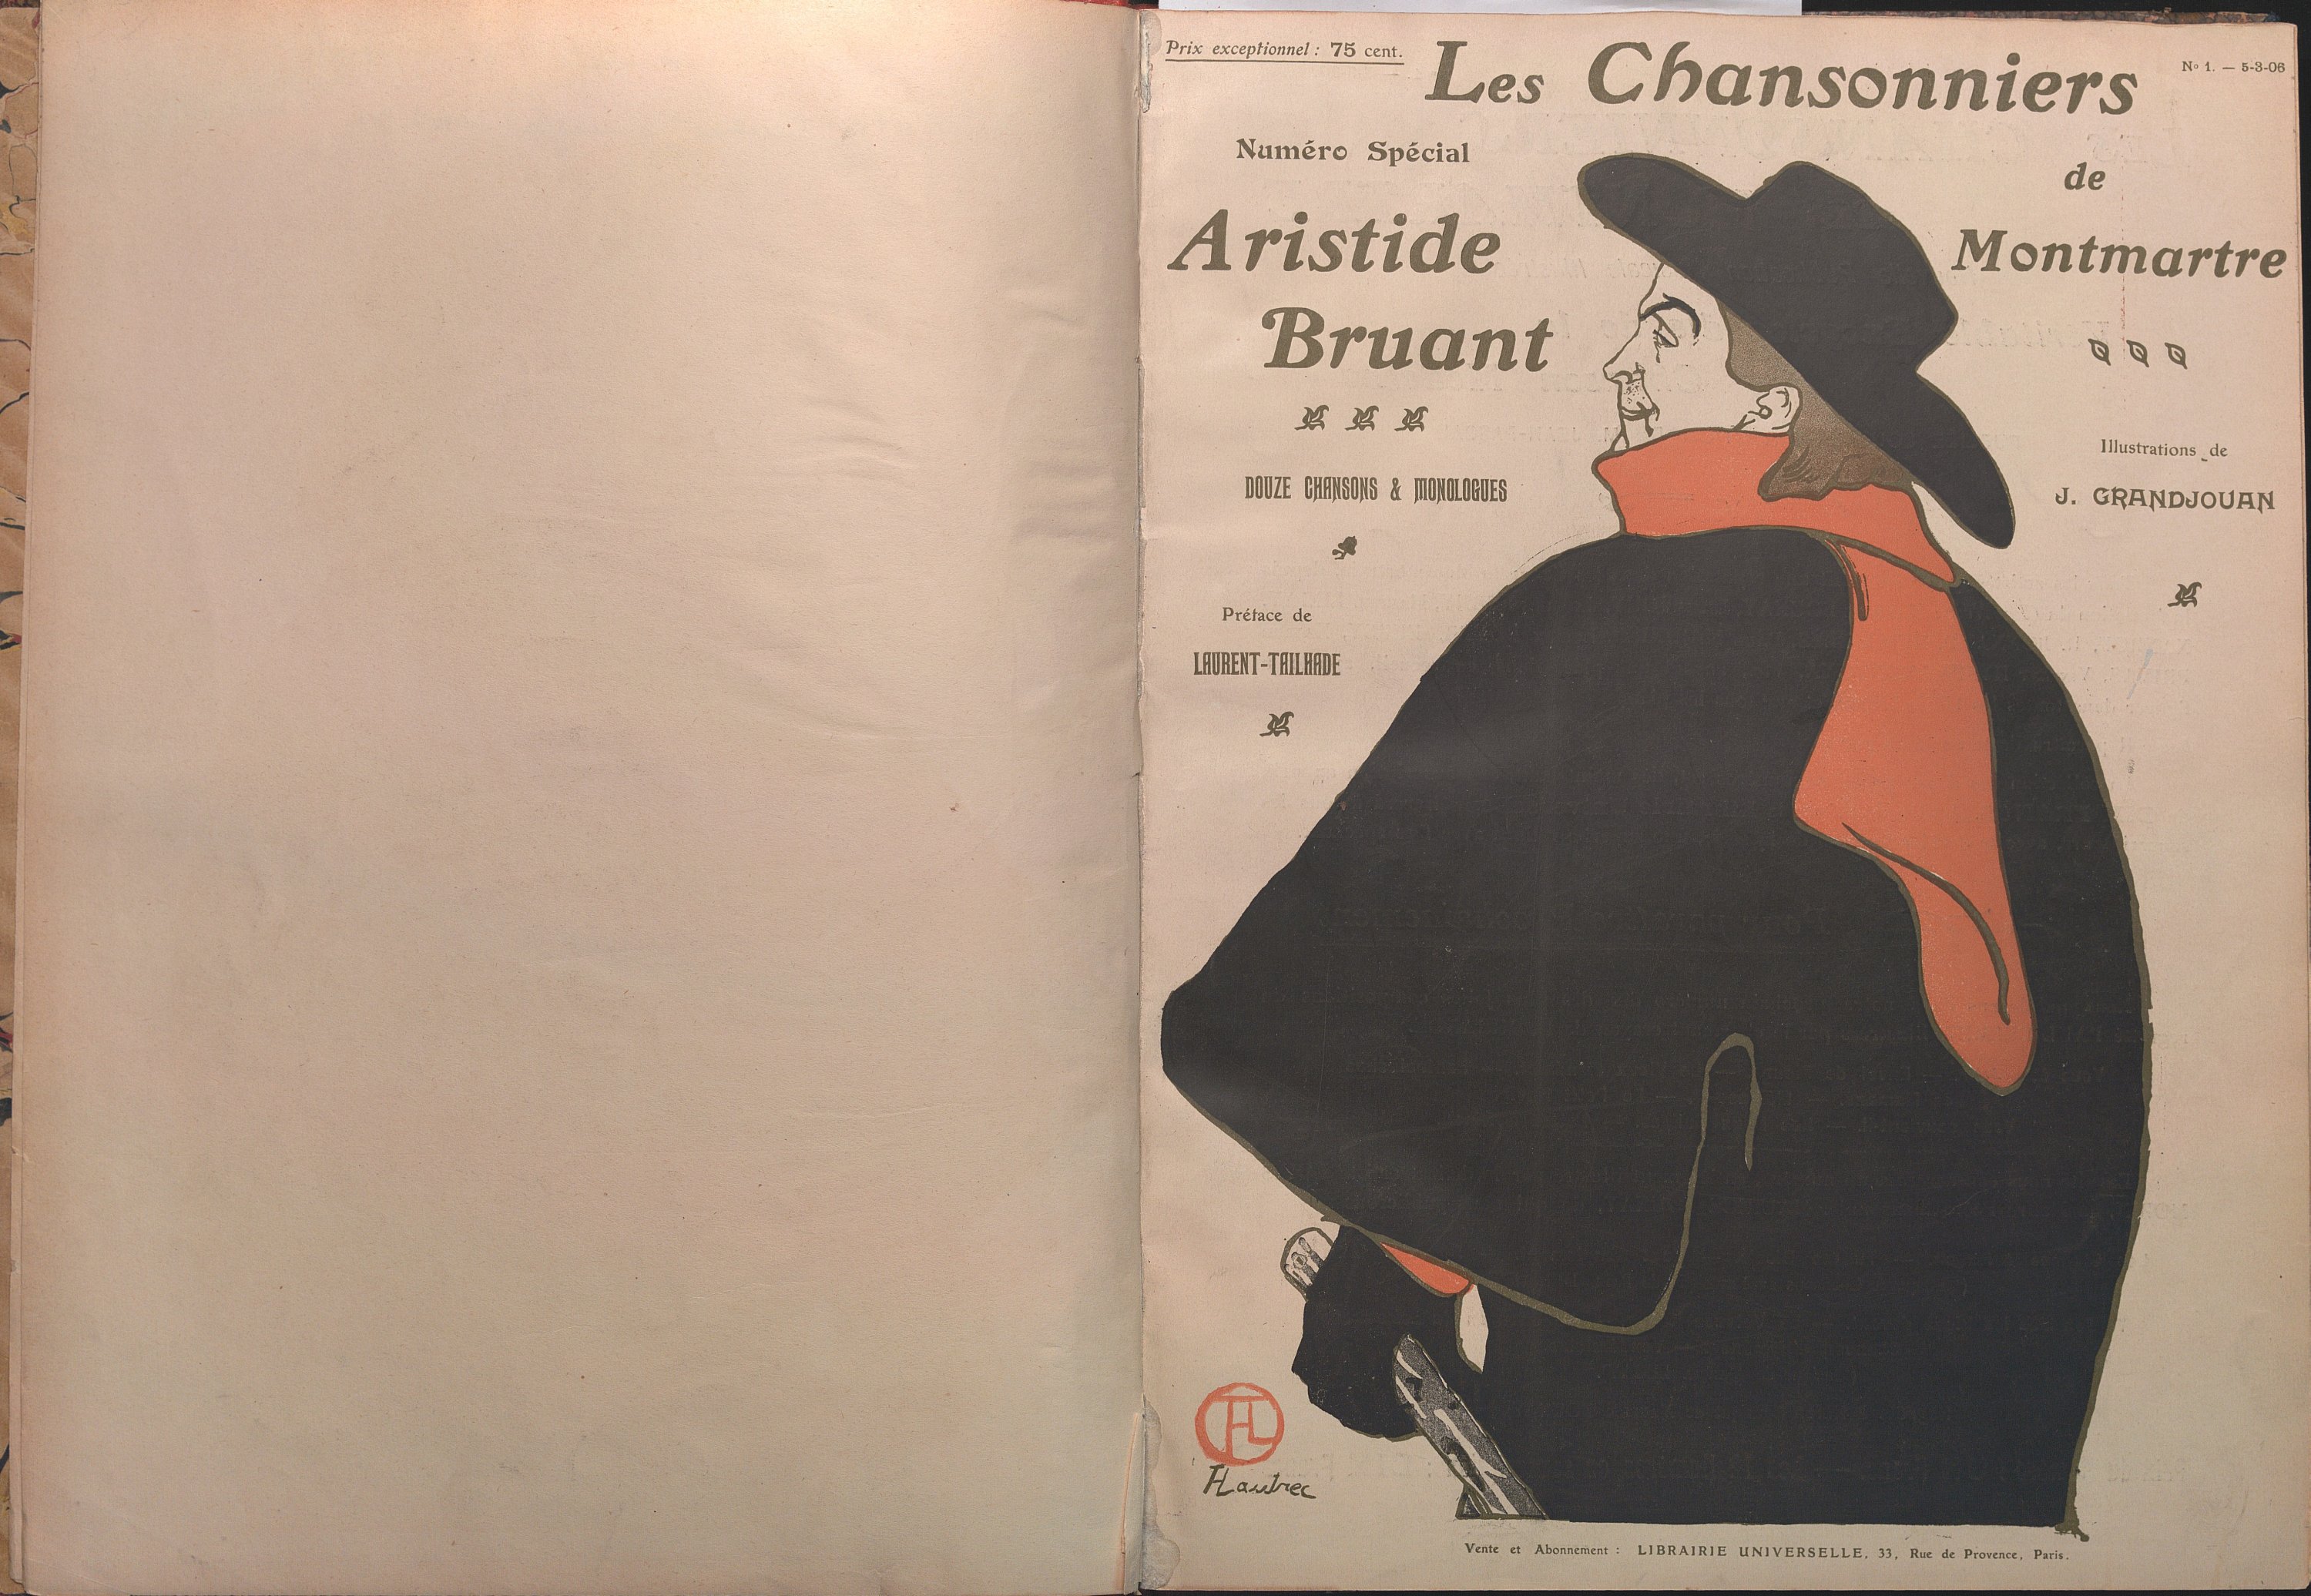 Prix exceptionnel : 75 cent.
Les Chansonniers
Nº 1. — 5-3-06
de
Montmartre
Numéro Spécial
Aristide
Bruant
DOUZE CHANSONS & MONOLOGUES
Préface de
LAURENT-TAILHADE
Illustrations de
J. GRANDJOUAN
HTL
HLautrec
Vente et Abonnement : LIBRAIRIE UNIVERSELLE, 33, Rue de Provence, Paris.